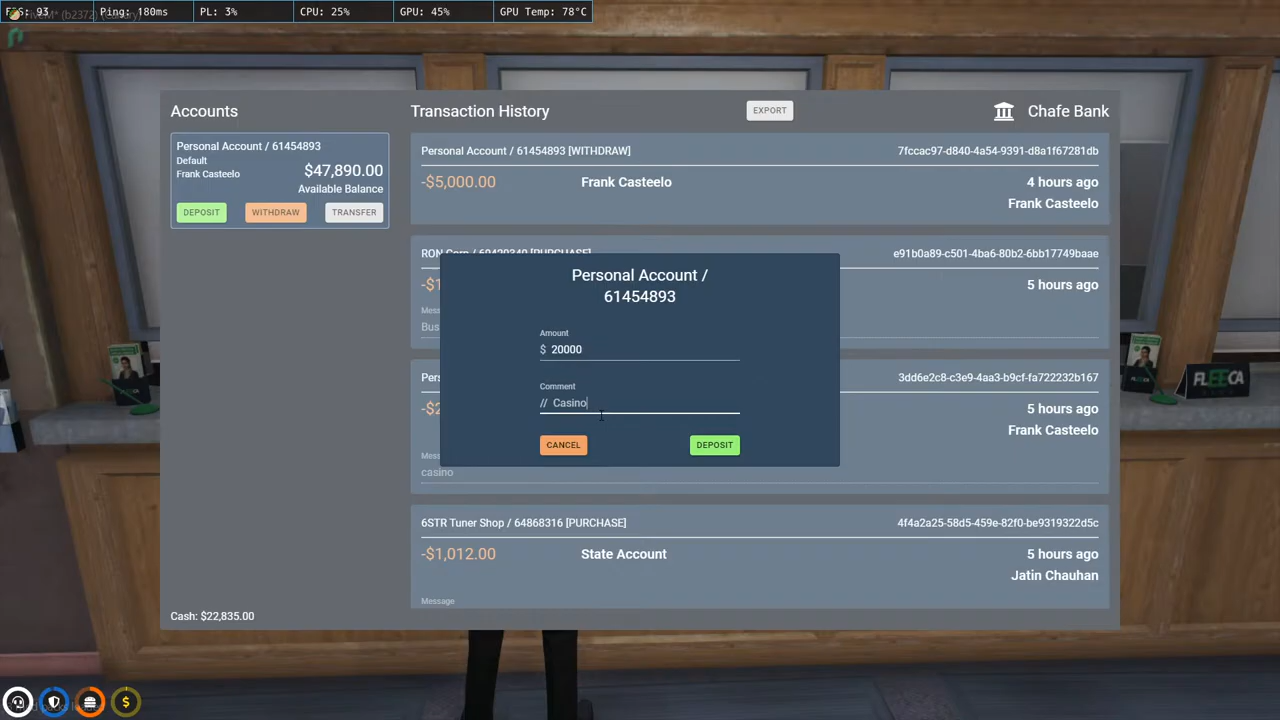 FPS: 93 Ping: 180ms PL: 3% CPU: 25% GPU: 45% GPU Temp: 78°C
Accounts
Transaction History
EXPORT
Chafe Bank
Personal Account / 61454893
Default
Frank Casteelo
$47,890.00
Available Balance
DEPOSIT WITHDRAW TRANSFER
Personal Account / 61454893 [WITHDRAW] 7fccac97-d840-4a54-9391-d8a1f67281db
-$5,000.00 Frank Casteelo 4 hours ago
Frank Casteelo
e91b0a89-c501-4ba6-80b2-6bb17749baae
5 hours ago
Personal Account /
61454893
Amount
$ 20000
Comment
// Casino
CANCEL DEPOSIT
3dd6e2c8-c3e9-4aa3-b9cf-fa722232b167
5 hours ago
Frank Casteelo
casino
6STR Tuner Shop / 64868316 [PURCHASE] 4f4a2a25-58d5-459e-82f0-be9319322d5c
-$1,012.00 State Account 5 hours ago
Jatin Chauhan
Message
Cash: $22,835.00
FLEECA